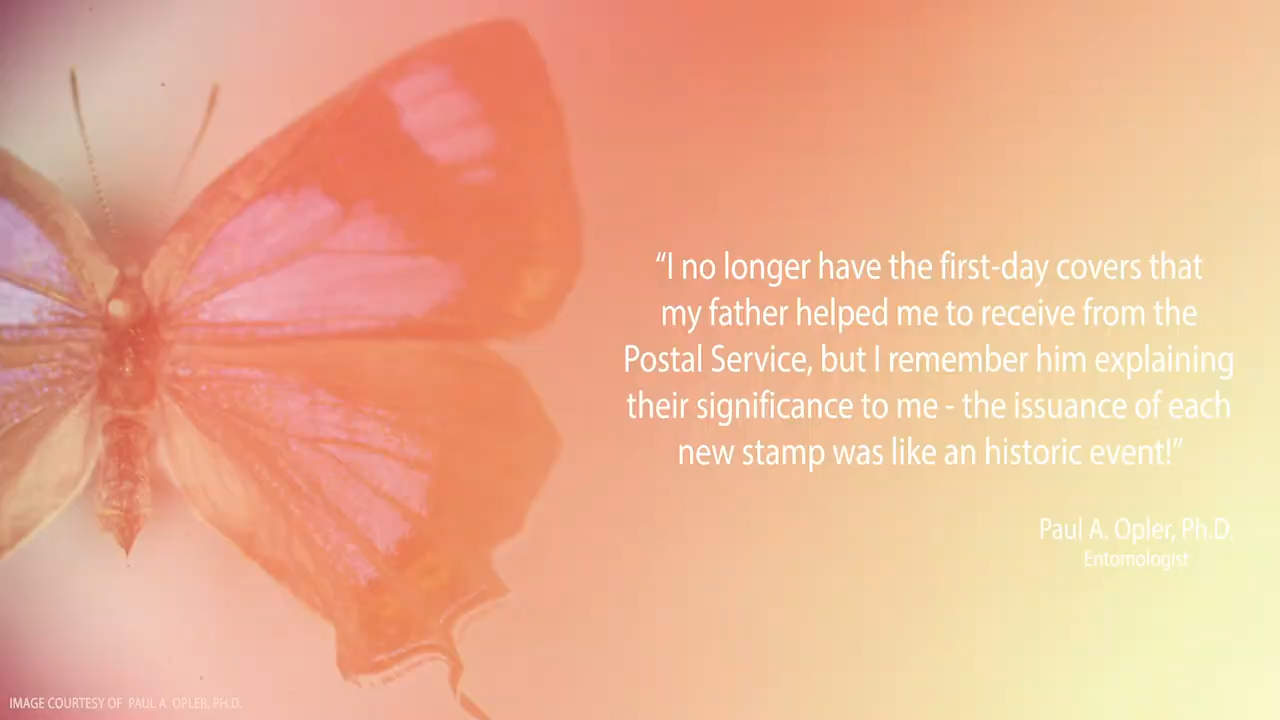 “I no longer have the first-day covers that
my father helped me to receive from the
Postal Service, but I remember him explaining
their significance to me - the issuance of each
new stamp was like an historic event!”
Paul A. Opler, Ph.D.
Entomologist
IMAGE COURTESY OF PAUL A. OPLER, PH.D.